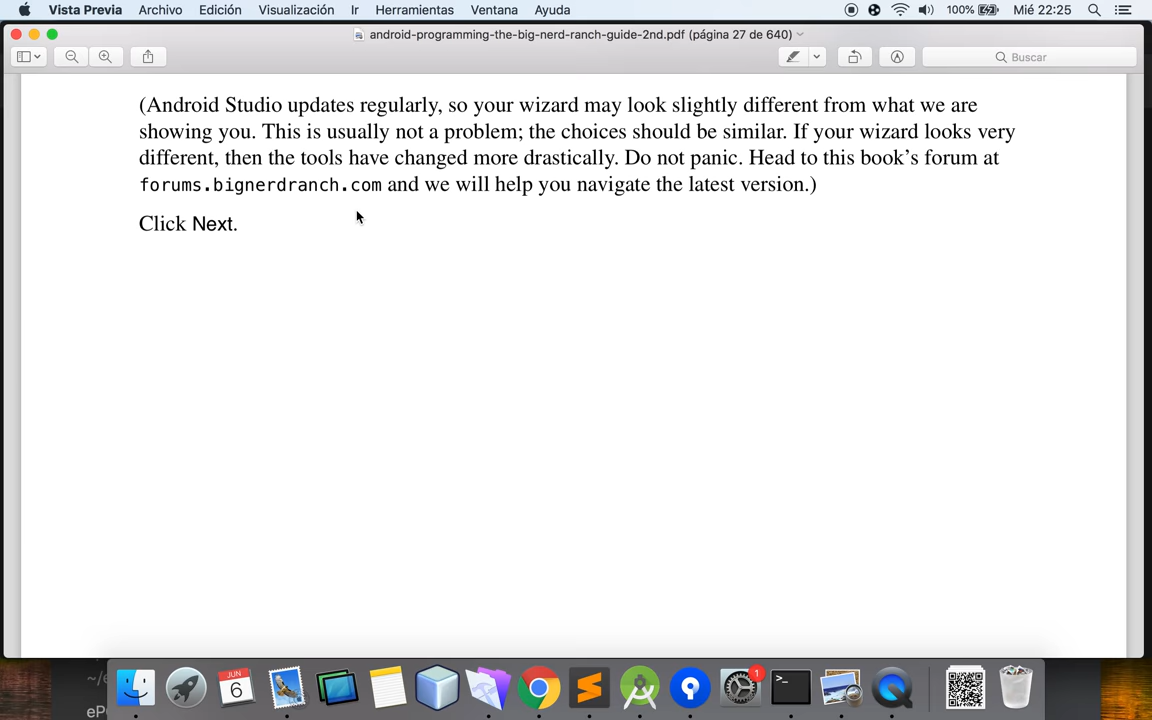 Vista Previa Archivo Edición Visualización Ir Herramientas Ventana Ayuda 100% Mié 22:25
android-programming-the-big-nerd-ranch-guide-2nd.pdf (página 27 de 640)
Buscar
(Android Studio updates regularly, so your wizard may look slightly different from what we are
showing you. This is usually not a problem; the choices should be similar. If your wizard looks very
different, then the tools have changed more drastically. Do not panic. Head to this book’s forum at
forums.bignerdranch.com and we will help you navigate the latest version.)
Click Next.
JUN
6
1
>_